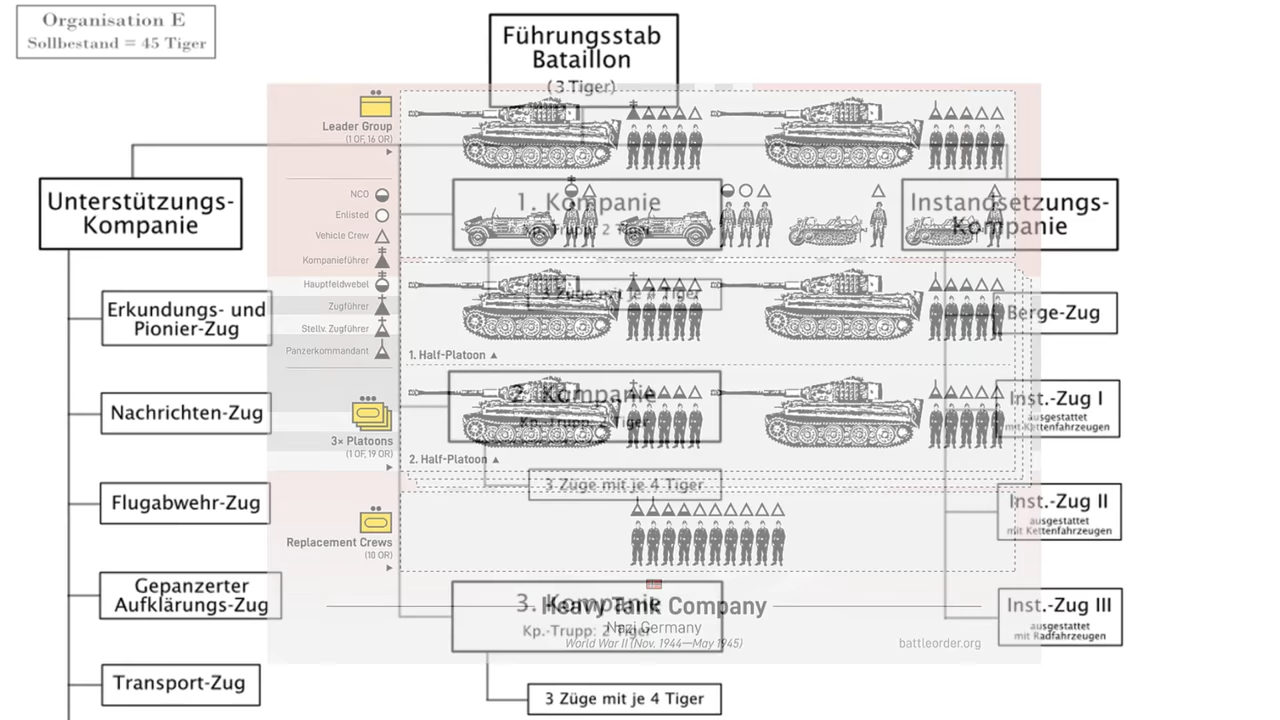 Organisation E
Sollbestand = 45 Tiger
Führungsstab
Bataillon
(3 Tiger)
Unterstützungs-
Kompanie
Erkundungs- und
Pionier-Zug
Nachrichten-Zug
Flugabwehr-Zug
Gepanzerter
Aufklärungs-Zug
Transport-Zug
Leader Group
(1 OF, 16 OR)
NCO
Enlisted
Vehicle Crew
Kompanieführer
Hauptfeldwebel
Zugführer
Stellv. Zugführer
Panzerkommandant
3× Platoons
(1 OF, 19 OR)
Replacement Crews
(10 OR)
1. Kompanie
Kp.-Trupp: 2 Tiger
3 Züge mit je 4 Tiger
1. Half-Platoon
2. Kompanie
Kp.-Trupp: 2 Tiger
2. Half-Platoon
3 Züge mit je 4 Tiger
3. Kompanie
Kp.-Trupp: 2 Tiger
3 Züge mit je 4 Tiger
Heavy Tank Company
Nazi Germany
World War II (Nov. 1944—May 1945)
battleorder.org
Instandsetzungs-
Kompanie
Berge-Zug
Inst.-Zug I
ausgestattet
mit Kettenfahrzeugen
Inst.-Zug II
ausgestattet
mit Kettenfahrzeugen
Inst.-Zug III
ausgestattet
mit Radfahrzeugen